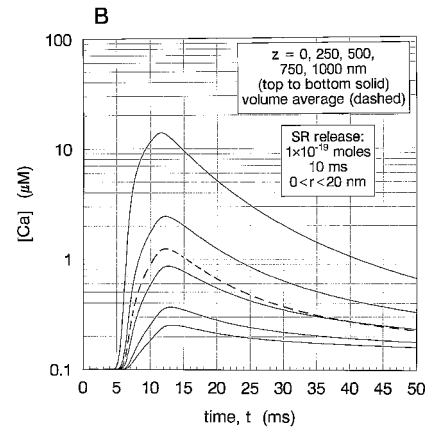 B
100
10
1
0.1
[Ca] (μM)
z = 0, 250, 500,
750, 1000 nm
(top to bottom solid)
volume average (dashed)
SR release:
1×10⁻¹⁹ moles
10 ms
0<r<20 nm
0 5 10 15 20 25 30 35 40 45 50
time, t (ms)